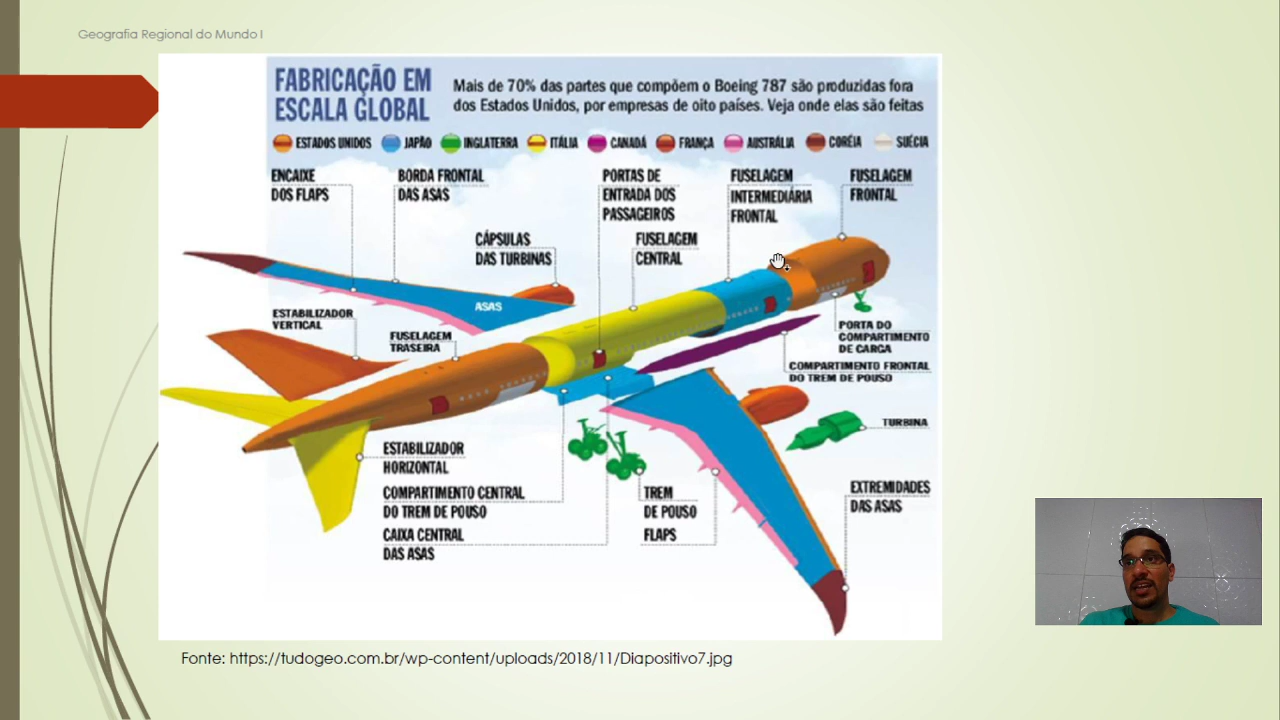 Geografia Regional do Mundo I
FABRICAÇÃO EM
ESCALA GLOBAL
Mais de 70% das partes que compõem o Boeing 787 são produzidas fora
dos Estados Unidos, por empresas de oito países. Veja onde elas são feitas
ESTADOS UNIDOS JAPÃO INGLATERRA ITÁLIA CANADÁ FRANÇA AUSTRÁLIA CORÉIA SUÉCIA
ENCAIXE
DOS FLAPS
BORDA FRONTAL
DAS ASAS
PORTAS DE
ENTRADA DOS
PASSAGEIROS
FUSELAGEM
INTERMEDIÁRIA
FRONTAL
FUSELAGEM
FRONTAL
CÁPSULAS
DAS TURBINAS
FUSELAGEM
CENTRAL
ASAS
ESTABILIZADOR
VERTICAL
FUSELAGEM
TRASEIRA
PORTA DO
COMPARTIMENTO
DE CARGA
COMPARTIMENTO FRONTAL
DO TREM DE POUSO
TURBINA
ESTABILIZADOR
HORIZONTAL
COMPARTIMENTO CENTRAL
DO TREM DE POUSO
CAIXA CENTRAL
DAS ASAS
TREM
DE POUSO
FLAPS
EXTREMIDADES
DAS ASAS
Fonte: https://tudogeo.com.br/wp-content/uploads/2018/11/Diapositivo7.jpg